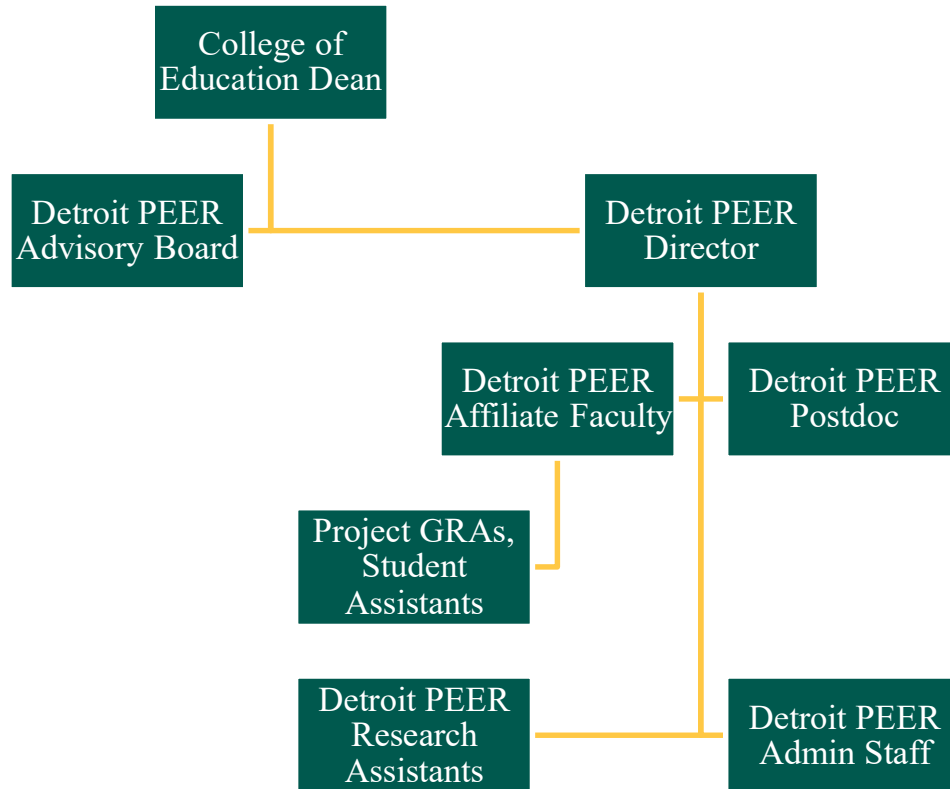 College of
Education Dean
Detroit PEER
Advisory Board
Detroit PEER
Director
Detroit PEER
Affiliate Faculty
Detroit PEER
Postdoc
Project GRAs,
Student
Assistants
Detroit PEER
Research
Assistants
Detroit PEER
Admin Staff